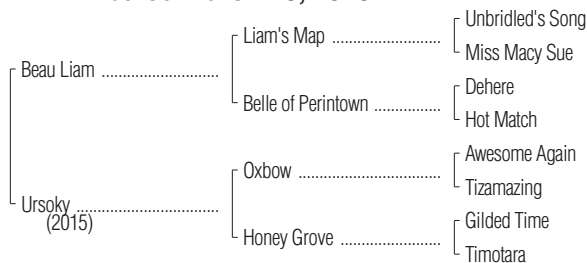 Unbridled's Song
Liam's Map ....................
Miss Macy Sue
Beau Liam .....................
Dehere
Belle of Perintown ............
Hot Match
Awesome Again
Oxbow .........................
Tizamazing
Ursoky ........................
(2015)
Gilded Time
Honey Grove ...................
Timotara